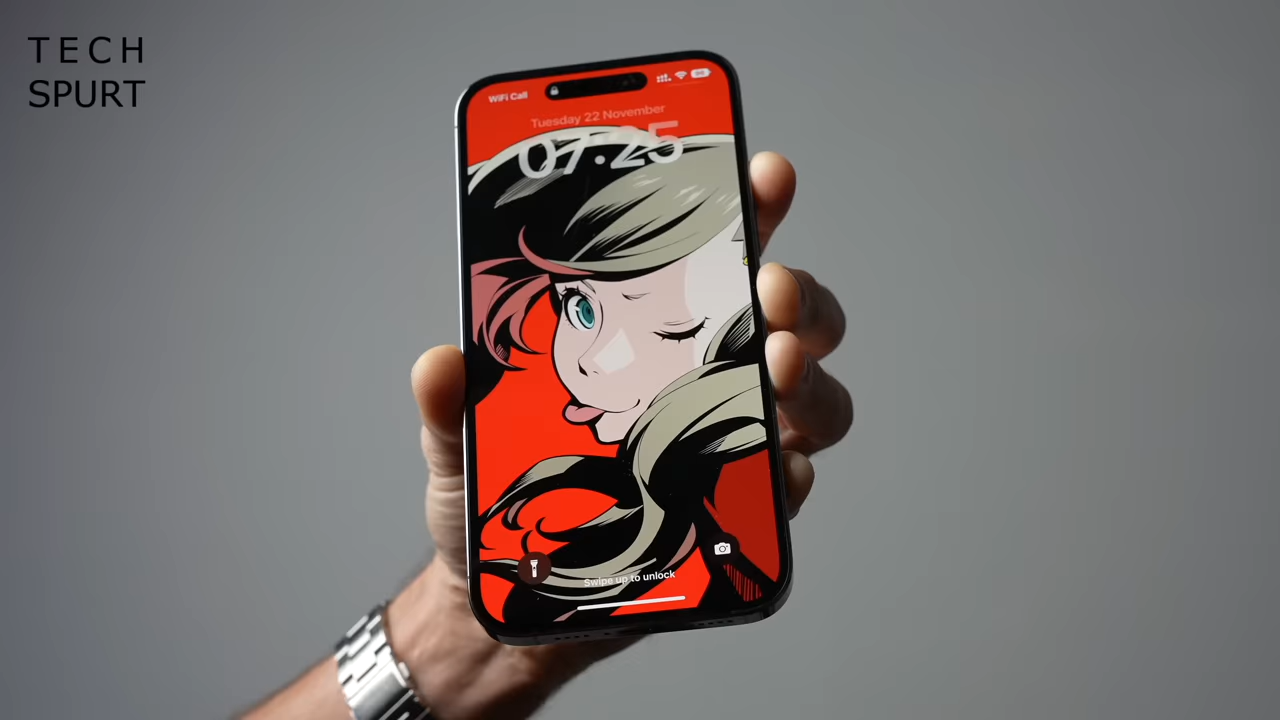 TECH
SPURT
WiFi Call
Tuesday 22 November
07:25
Swipe up to unlock